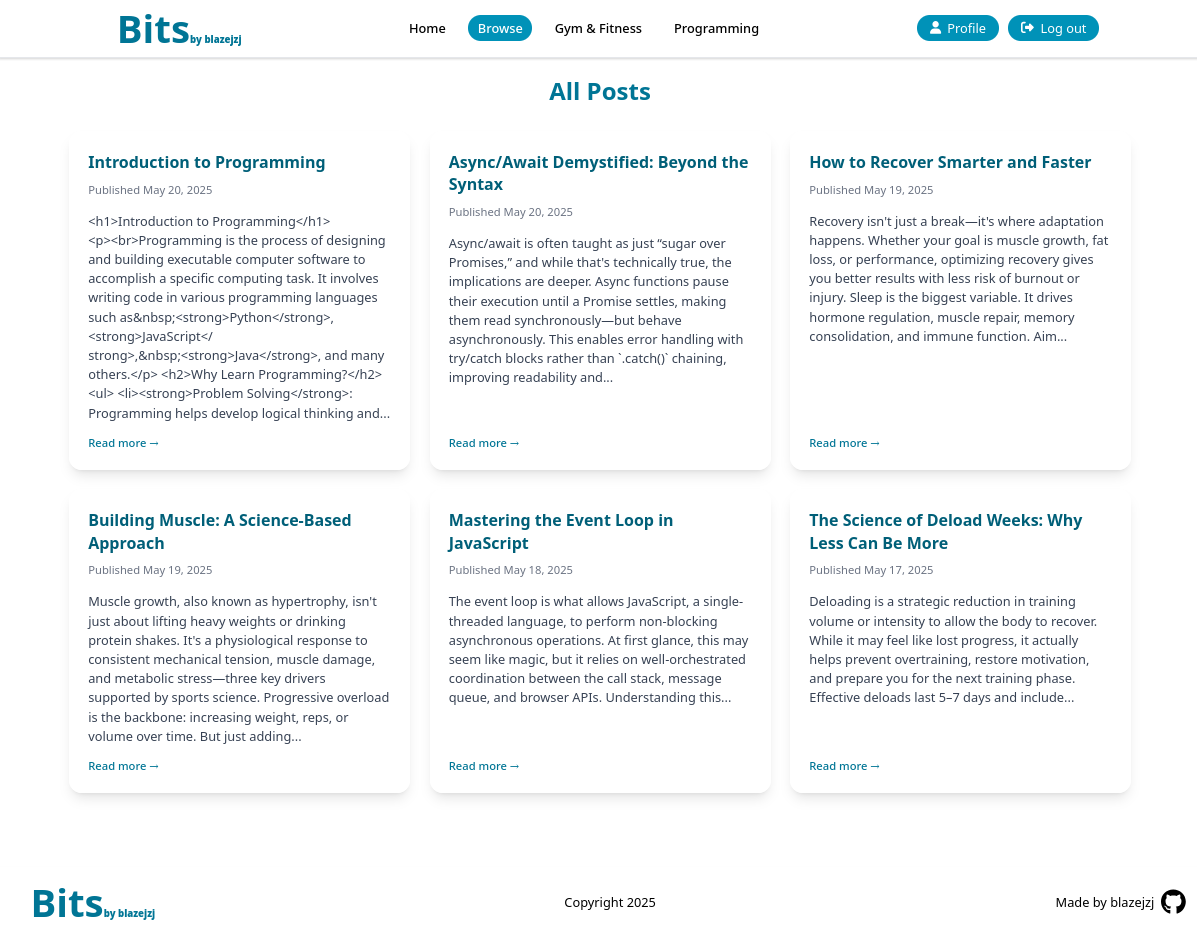 Bits by blazejzj
Home
Browse
Gym & Fitness
Programming
Profile
Log out
All Posts
Introduction to Programming
Published May 20, 2025
<h1>Introduction to Programming</h1>
<p><br>Programming is the process of designing
and building executable computer software to
accomplish a specific computing task. It involves
writing code in various programming languages
such as&nbsp;<strong>Python</strong>,
<strong>JavaScript</
strong>,&nbsp;<strong>Java</strong>, and many
others.</p> <h2>Why Learn Programming?</h2>
<ul> <li><strong>Problem Solving</strong>:
Programming helps develop logical thinking and...
Read more →
Async/Await Demystified: Beyond the
Syntax
Published May 20, 2025
Async/await is often taught as just “sugar over
Promises,” and while that's technically true, the
implications are deeper. Async functions pause
their execution until a Promise settles, making
them read synchronously—but behave
asynchronously. This enables error handling with
try/catch blocks rather than `.catch()` chaining,
improving readability and...
Read more →
How to Recover Smarter and Faster
Published May 19, 2025
Recovery isn't just a break—it's where adaptation
happens. Whether your goal is muscle growth, fat
loss, or performance, optimizing recovery gives
you better results with less risk of burnout or
injury. Sleep is the biggest variable. It drives
hormone regulation, muscle repair, memory
consolidation, and immune function. Aim...
Read more →
Building Muscle: A Science-Based
Approach
Published May 19, 2025
Muscle growth, also known as hypertrophy, isn't
just about lifting heavy weights or drinking
protein shakes. It's a physiological response to
consistent mechanical tension, muscle damage,
and metabolic stress—three key drivers
supported by sports science. Progressive overload
is the backbone: increasing weight, reps, or
volume over time. But just adding...
Read more →
Mastering the Event Loop in
JavaScript
Published May 18, 2025
The event loop is what allows JavaScript, a single-
threaded language, to perform non-blocking
asynchronous operations. At first glance, this may
seem like magic, but it relies on well-orchestrated
coordination between the call stack, message
queue, and browser APIs. Understanding this...
Read more →
The Science of Deload Weeks: Why
Less Can Be More
Published May 17, 2025
Deloading is a strategic reduction in training
volume or intensity to allow the body to recover.
While it may feel like lost progress, it actually
helps prevent overtraining, restore motivation,
and prepare you for the next training phase.
Effective deloads last 5–7 days and include...
Read more →
Bits by blazejzj
Copyright 2025
Made by blazejzj